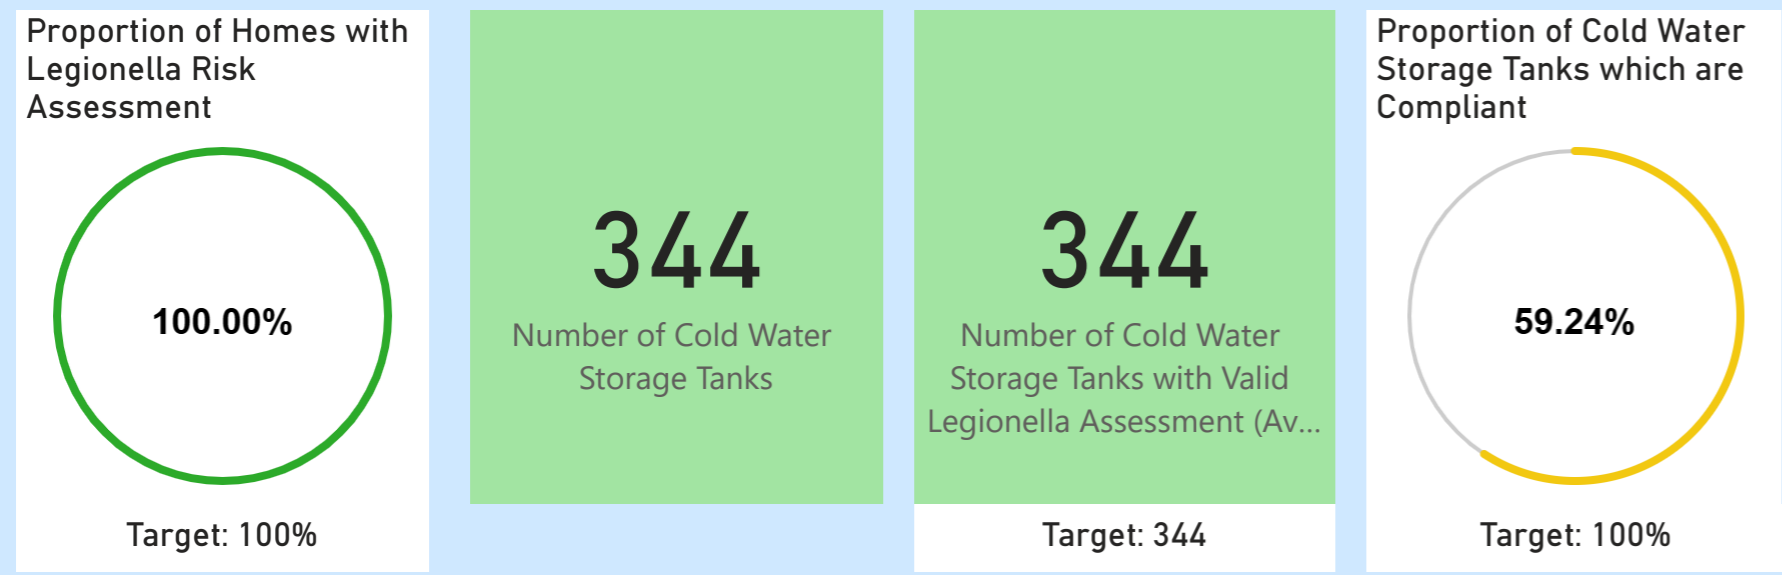 Proportion of Homes with
Legionella Risk
Assessment
100.00%
Target: 100%
344
Number of Cold Water
Storage Tanks
344
Number of Cold Water
Storage Tanks with Valid
Legionella Assessment (Av...
Target: 344
Proportion of Cold Water
Storage Tanks which are
Compliant
59.24%
Target: 100%